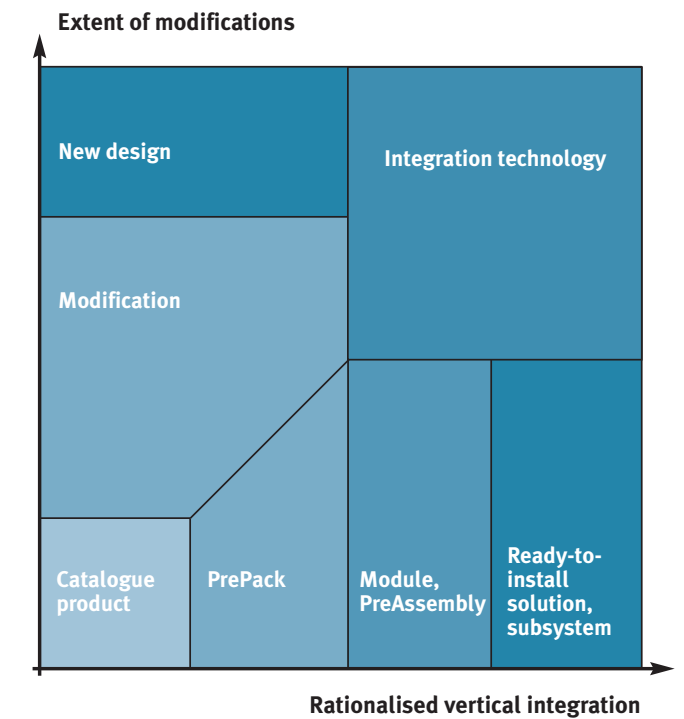 Extent of modifications
New design
Integration technology
Modification
Catalogue
product
PrePack
Module,
PreAssembly
Ready-to-
install
solution,
subsystem
Rationalised vertical integration